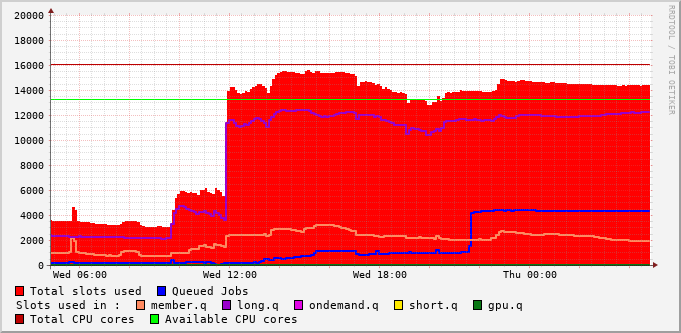 20000
18000
16000
14000
12000
10000
8000
6000
4000
2000
0
Wed 06:00 Wed 12:00 Wed 18:00 Thu 00:00
RRDTOOL / TOBI OETIKER
Total slots used Queued Jobs
Slots used in : member.q long.q ondemand.q short.q gpu.q
Total CPU cores Available CPU cores